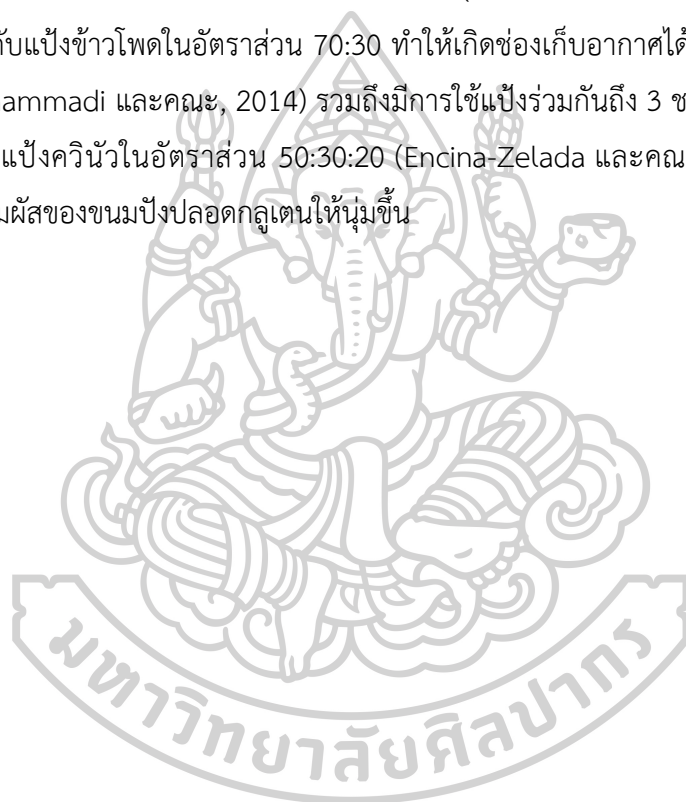 กับแป้งข้าวโพดในอัตราส่วน 70:30 ทำให้เกิดช่องเก็บอากาศได้
ammadi และคณะ, 2014) รวมถึงมีการใช้แป้งร่วมกันถึง 3 ช
แป้งควินัวในอัตราส่วน 50:30:20 (Encina-Zelada และคณ
มผัสของขนมปังปลอดกลูเตนให้นุ่มขึ้น
มหาวิทยาลัยศิลปากร